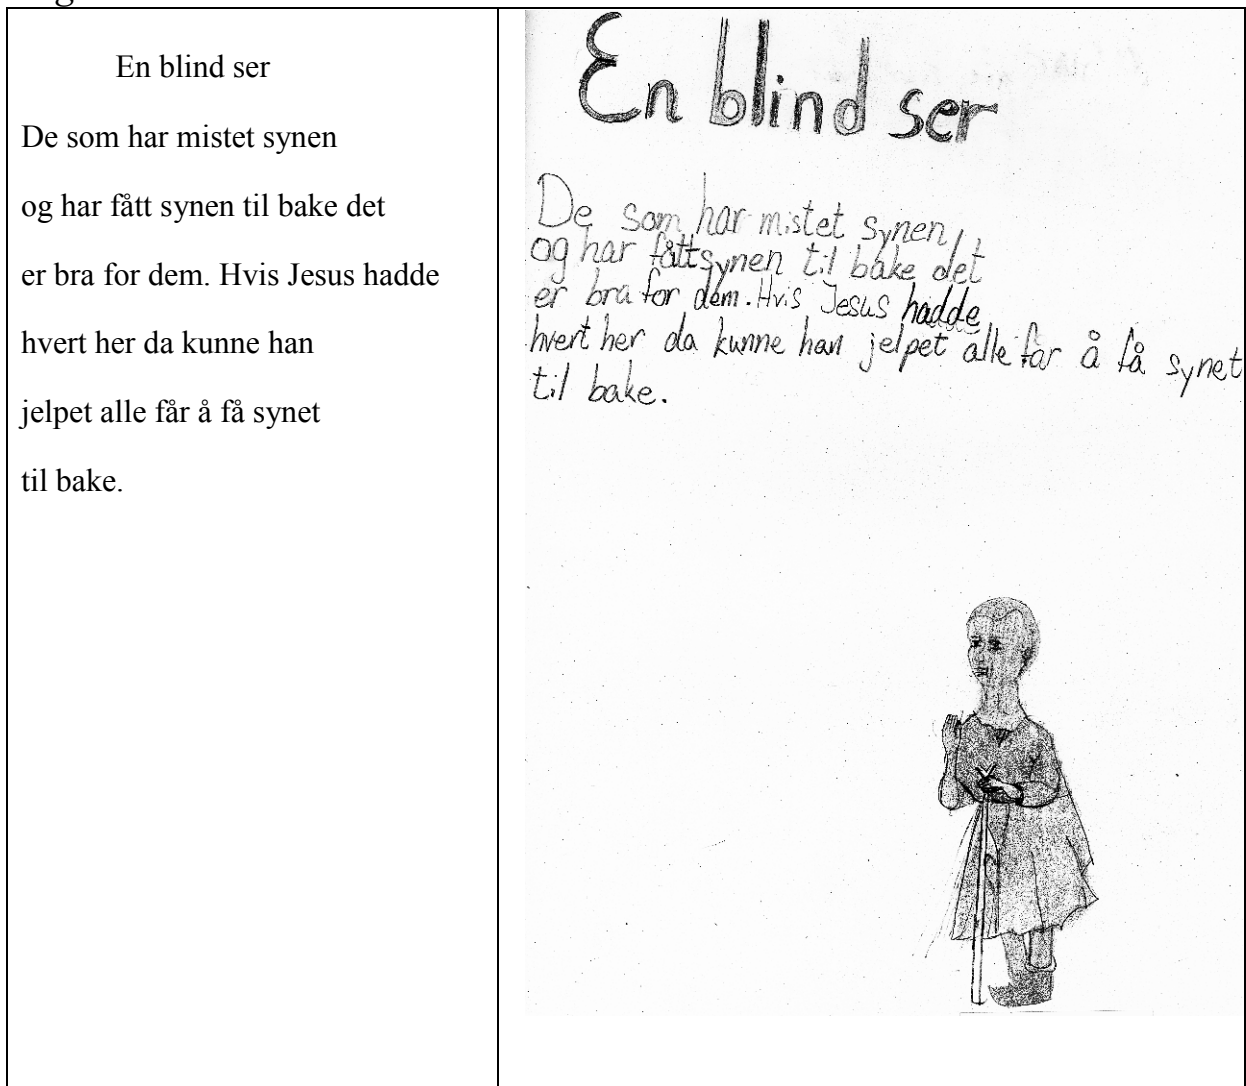 En blind ser
De som har mistet synen
og har fått synen til bake det
er bra for dem. Hvis Jesus hadde
hvert her da kunne han
jelpet alle får å få synet
til bake.
En blind ser
De som har mistet synen,
og har fått synen til bake det
er bra for dem. Hvis Jesus hadde
hvert her da kunne han jelpet alle får å få synet
til bake.